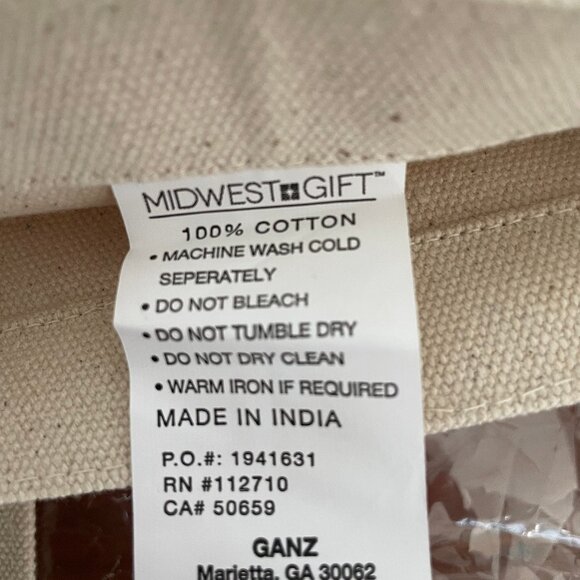 MIDWEST GIFT™
100% COTTON
• MACHINE WASH COLD
SEPERATELY
• DO NOT BLEACH
• DO NOT TUMBLE DRY
• DO NOT DRY CLEAN
• WARM IRON IF REQUIRED
MADE IN INDIA
P.O.#: 1941631
RN #112710
CA# 50659
GANZ
Marietta, GA 30062